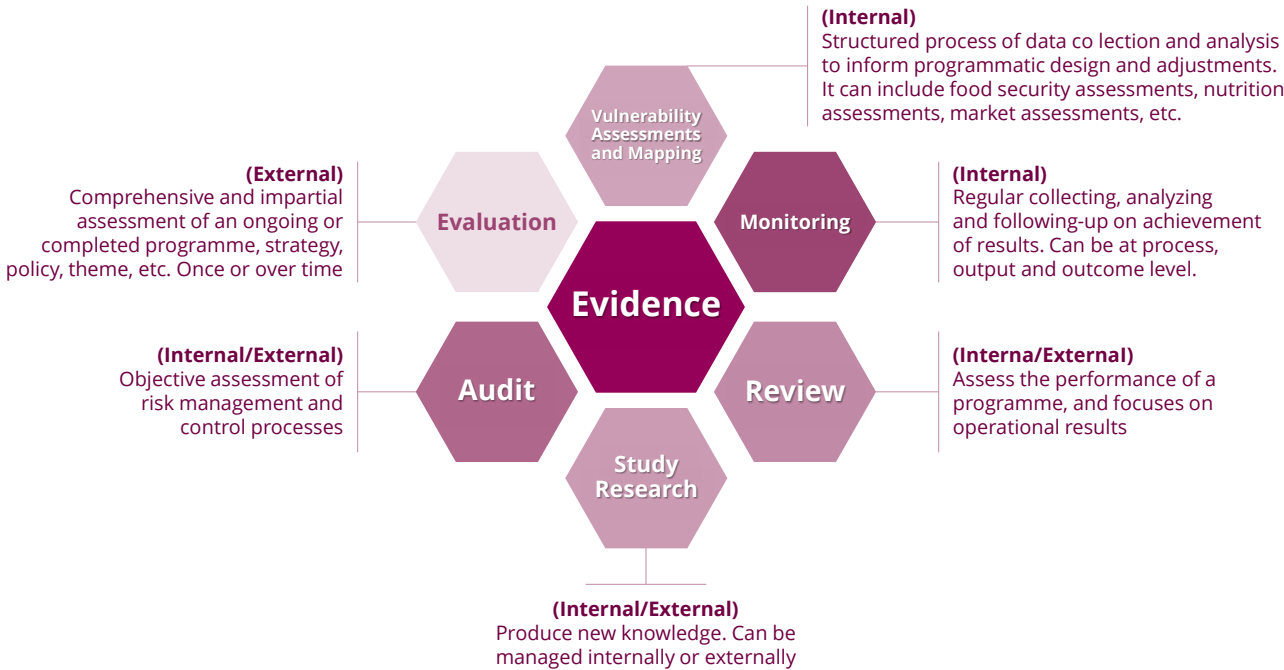 (Internal)
Structured process of data co lection and analysis
to inform programmatic design and adjustments.
It can include food security assessments, nutrition
assessments, market assessments, etc.
Vulnerability
Assessments
and Mapping
(External)
Comprehensive and impartial
assessment of an ongoing or
completed programme, strategy,
policy, theme, etc. Once or over time
Evaluation
Monitoring
(Internal)
Regular collecting, analyzing
and following-up on achievement
of results. Can be at process,
output and outcome level.
Evidence
(Internal/External)
Objective assessment of
risk management and
control processes
Audit
Review
(Interna/External)
Assess the performance of a
programme, and focuses on
operational results
Study
Research
(Internal/External)
Produce new knowledge. Can be
managed internally or externally